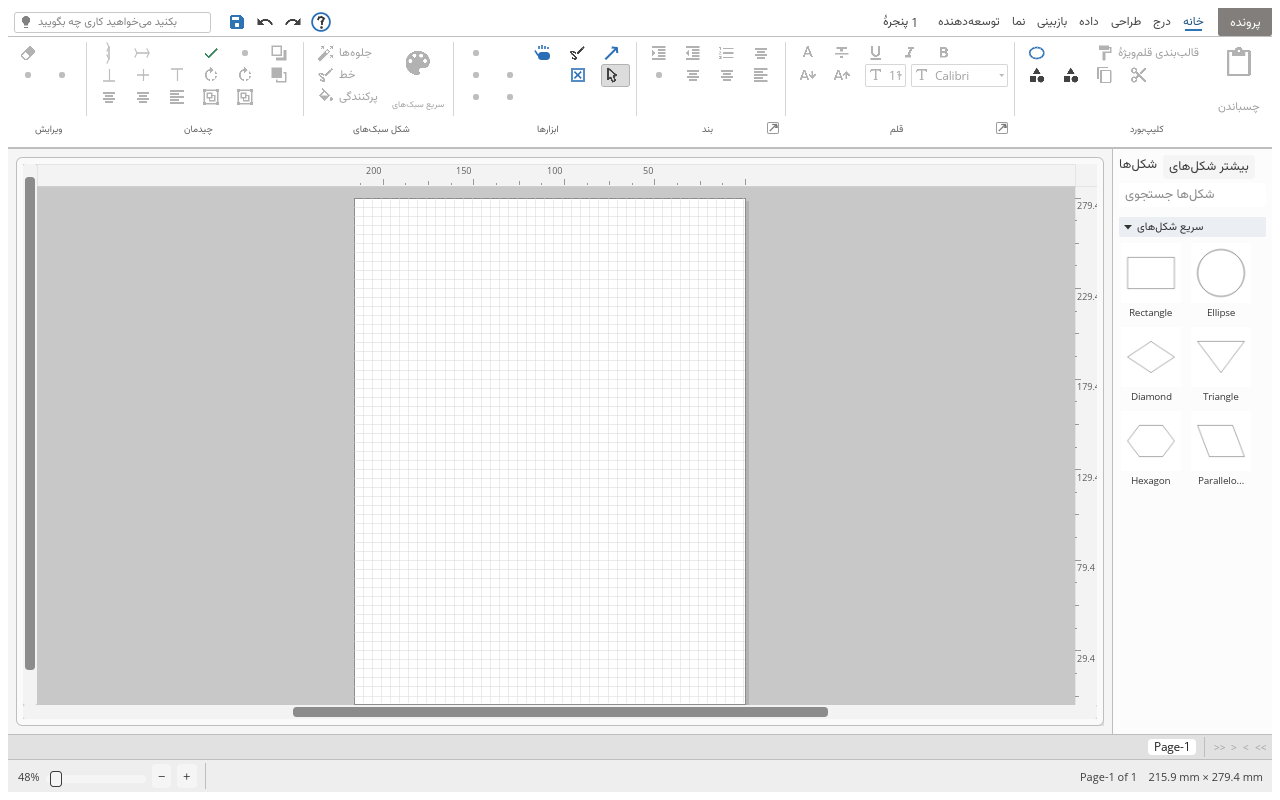 پرونده
خانه
درج
طراحی
داده
بازبینی
نما
توسعه‌دهنده
1 پنجرهٔ
بکنید می‌خواهید کاری چه بگویید
چسباندن
قالب‌بندی قلم‌ویژهٔ
کلیپ‌بورد
Calibri
11
قلم
بند
ابزارها
جلوه‌ها
خط
پرکنندگی
سریع سبک‌های
شکل سبک‌های
چیدمان
ویرایش
شکل‌ها
بیشتر شکل‌های
شکل‌ها جستجوی
سریع شکل‌های
Rectangle
Ellipse
Diamond
Triangle
Hexagon
Parallelo...
200
150
100
50
279.4
229.4
179.4
129.4
79.4
29.4
Page-1
<< < > >>
48%
Page-1 of 1
215.9 mm × 279.4 mm